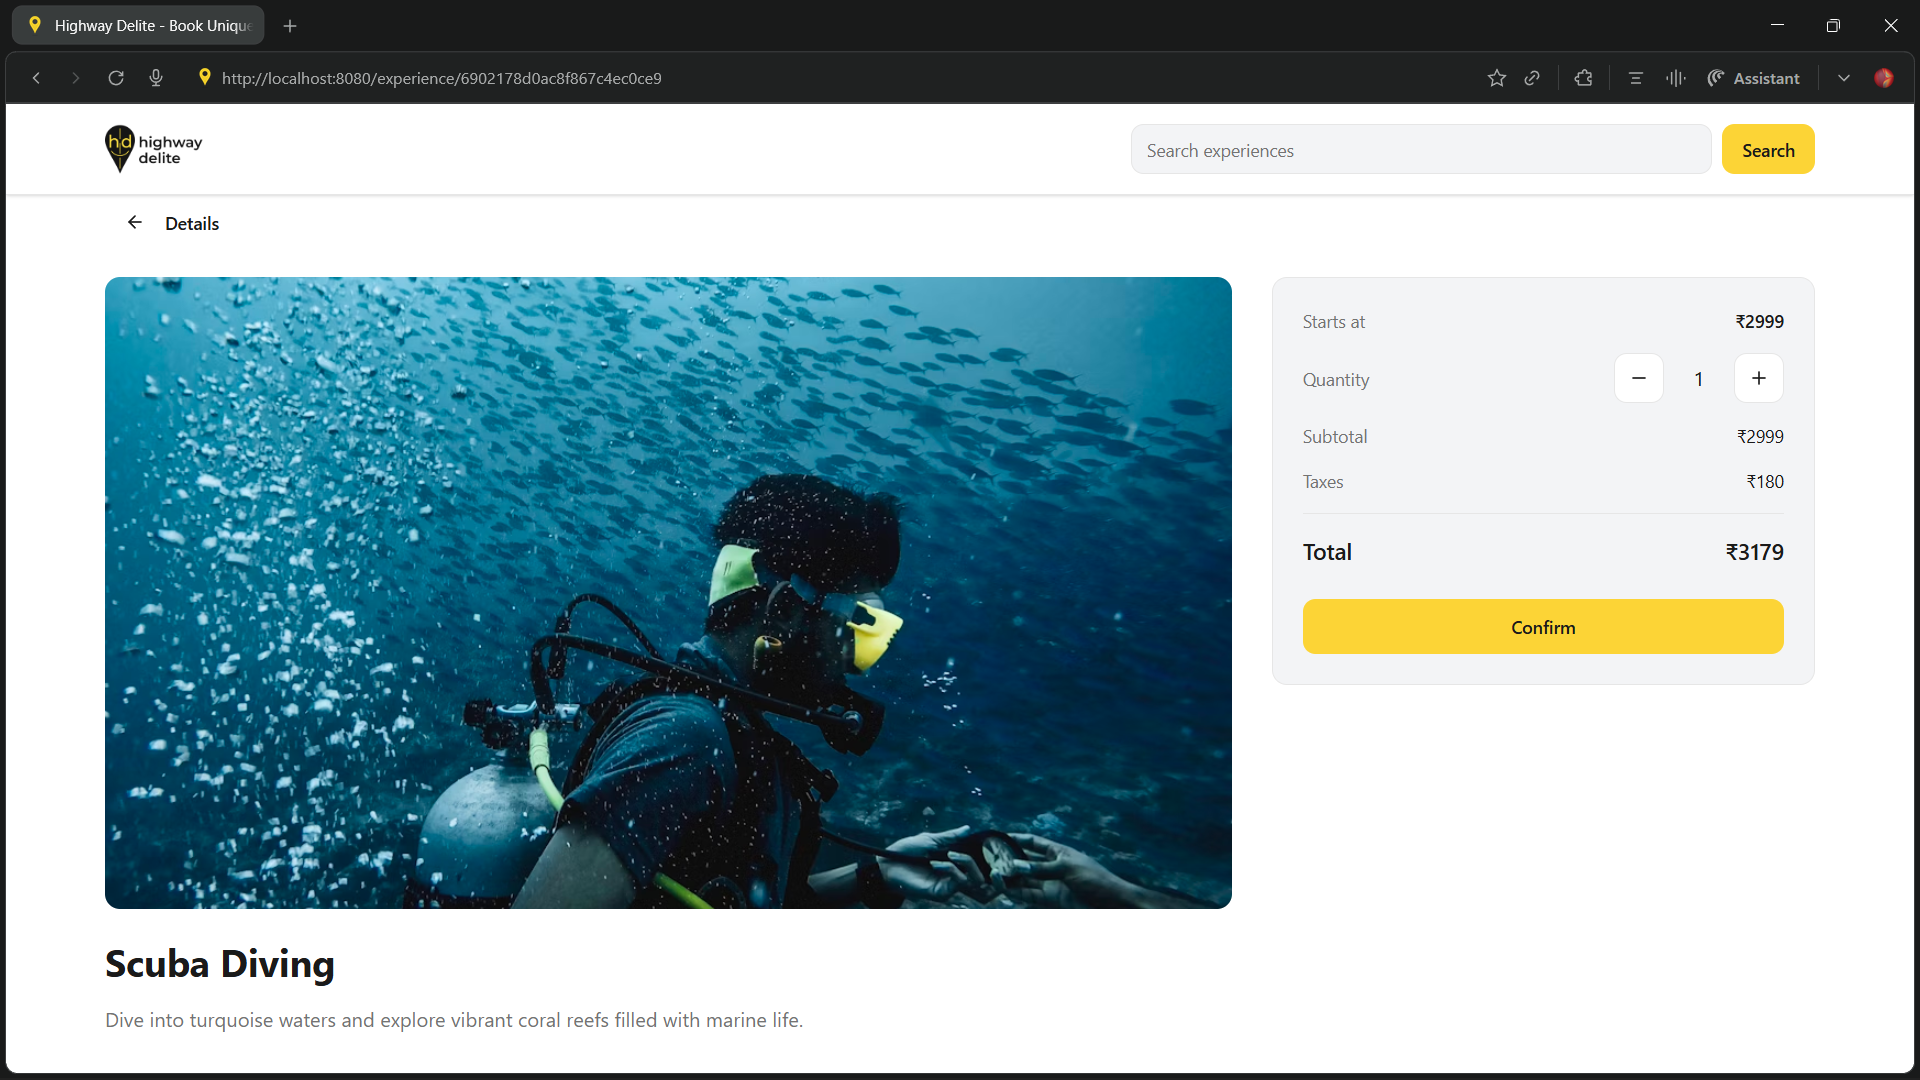 Highway Delite - Book Unique
http://localhost:8080/experience/6902178d0ac8f867c4ec0ce9
Assistant
hd highway
delite
Search experiences
Search
Details
Starts at ₹2999
Quantity 1
Subtotal ₹2999
Taxes ₹180
Total ₹3179
Confirm
Scuba Diving
Dive into turquoise waters and explore vibrant coral reefs filled with marine life.